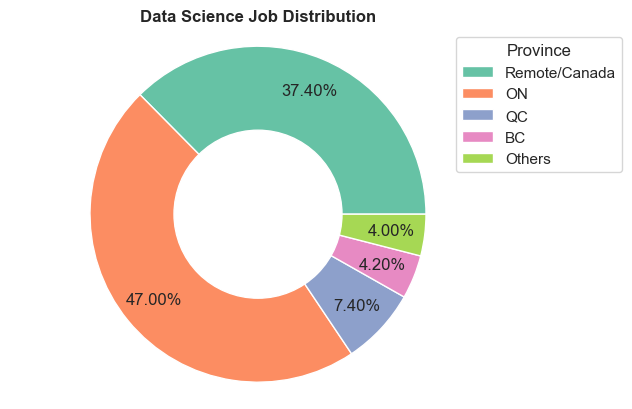 Data Science Job Distribution
Province
Remote/Canada
ON
QC
BC
Others
37.40%
47.00%
7.40%
4.20%
4.00%